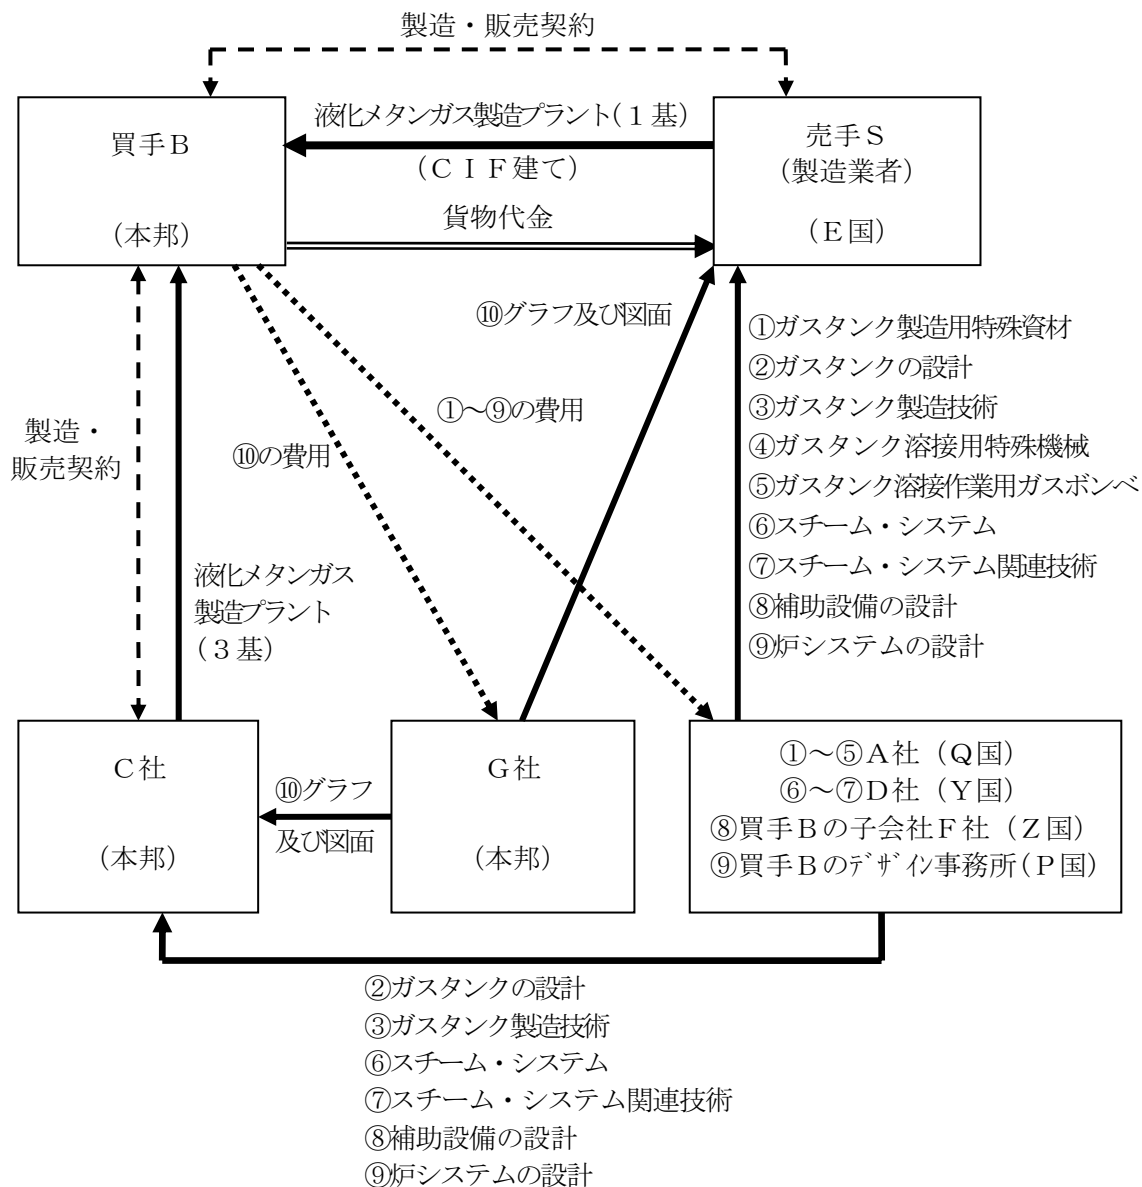 製造・販売契約
買手Ｂ
（本邦）
液化メタンガス製造プラント（１基）
（ＣＩＦ建て）
貨物代金
売手Ｓ
（製造業者）
（Ｅ国）
⑩グラフ及び図面
①ガスタンク製造用特殊資材
②ガスタンクの設計
③ガスタンク製造技術
④ガスタンク溶接用特殊機械
⑤ガスタンク溶接作業用ガスボンベ
⑥スチーム・システム
⑦スチーム・システム関連技術
⑧補助設備の設計
⑨炉システムの設計
①～⑨の費用
⑩の費用
製造・
販売契約
液化メタンガス
製造プラント
（３基）
Ｃ社
（本邦）
⑩グラフ
及び図面
Ｇ社
（本邦）
①～⑤Ａ社（Ｑ国）
⑥～⑦Ｄ社（Ｙ国）
⑧買手Ｂの子会社Ｆ社（Ｚ国）
⑨買手Ｂのﾃﾞｻﾞｲﾝ事務所（Ｐ国）
②ガスタンクの設計
③ガスタンク製造技術
⑥スチーム・システム
⑦スチーム・システム関連技術
⑧補助設備の設計
⑨炉システムの設計